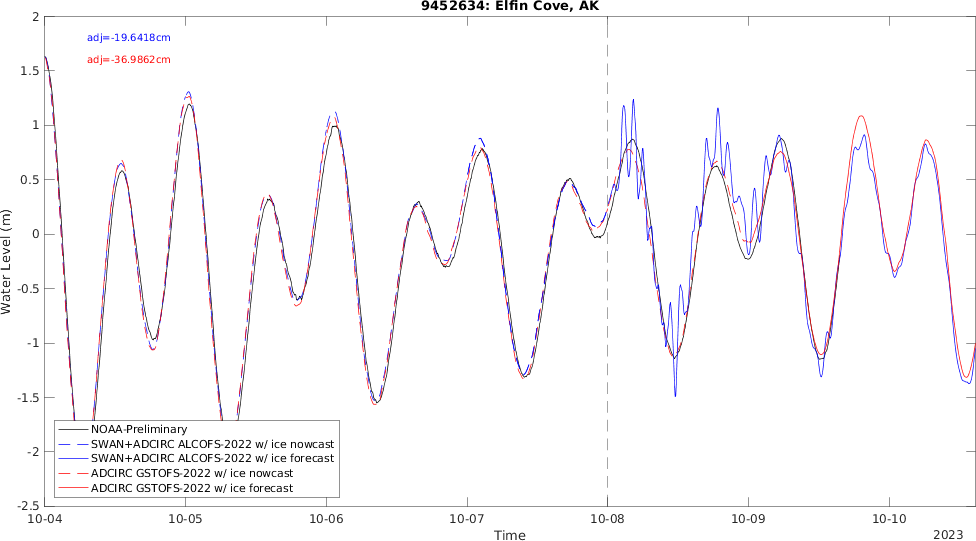 9452634: Elfin Cove, AK
adj=-19.6418cm
adj=-36.9862cm
2
1.5
1
0.5
0
-0.5
-1
-1.5
-2
-2.5
Water Level (m)
NOAA-Preliminary
SWAN+ADCIRC ALCOFS-2022 w/ ice nowcast
SWAN+ADCIRC ALCOFS-2022 w/ ice forecast
ADCIRC GSTOFS-2022 w/ ice nowcast
ADCIRC GSTOFS-2022 w/ ice forecast
10-04 10-05 10-06 10-07 10-08 10-09 10-10
Time
2023